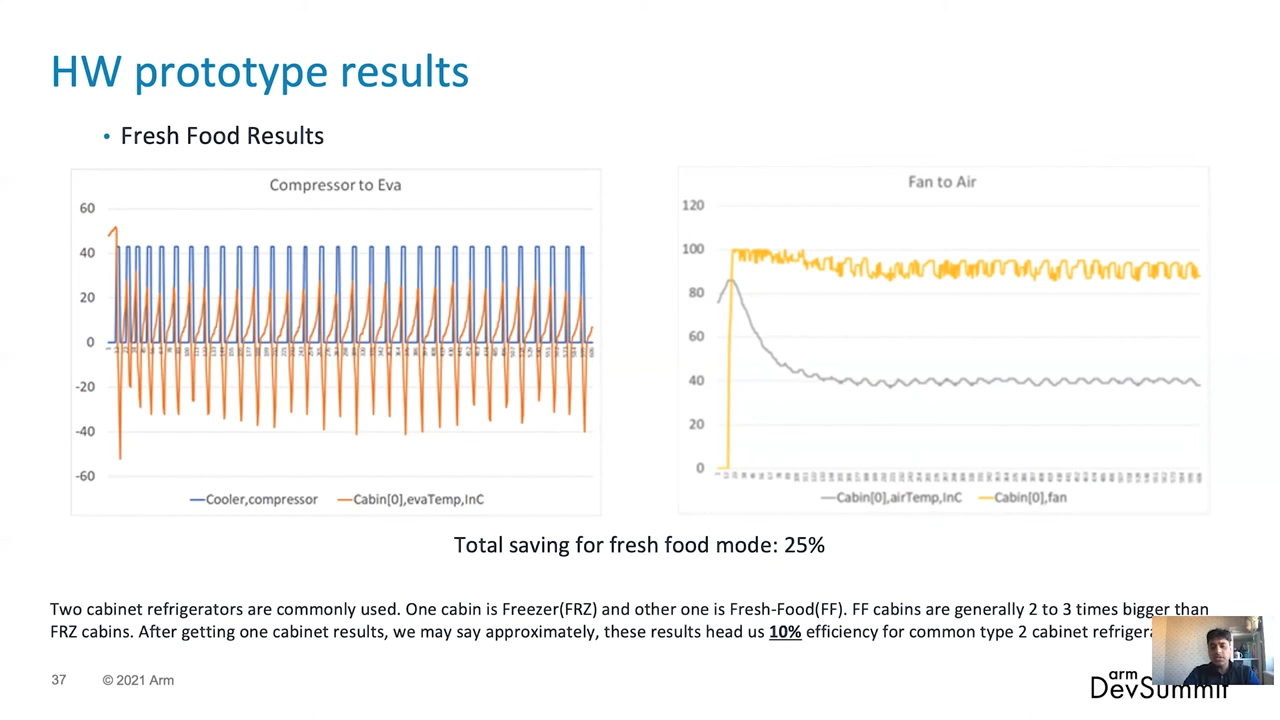 HW prototype results
• Fresh Food Results
Compressor to Eva
60
40
20
0
-20
-40
-60
Cooler,compressor
Cabin[0],evaTemp,InC
Fan to Air
120
100
80
60
40
20
0
Cabin[0],airTemp,InC
Cabin[0],fan
Total saving for fresh food mode: 25%
Two cabinet refrigerators are commonly used. One cabin is Freezer(FRZ) and other one is Fresh-Food(FF). FF cabins are generally 2 to 3 times bigger than
FRZ cabins. After getting one cabinet results, we may say approximately, these results head us 10% efficiency for common type 2 cabinet
37
© 2021 Arm
arm
DevSummit